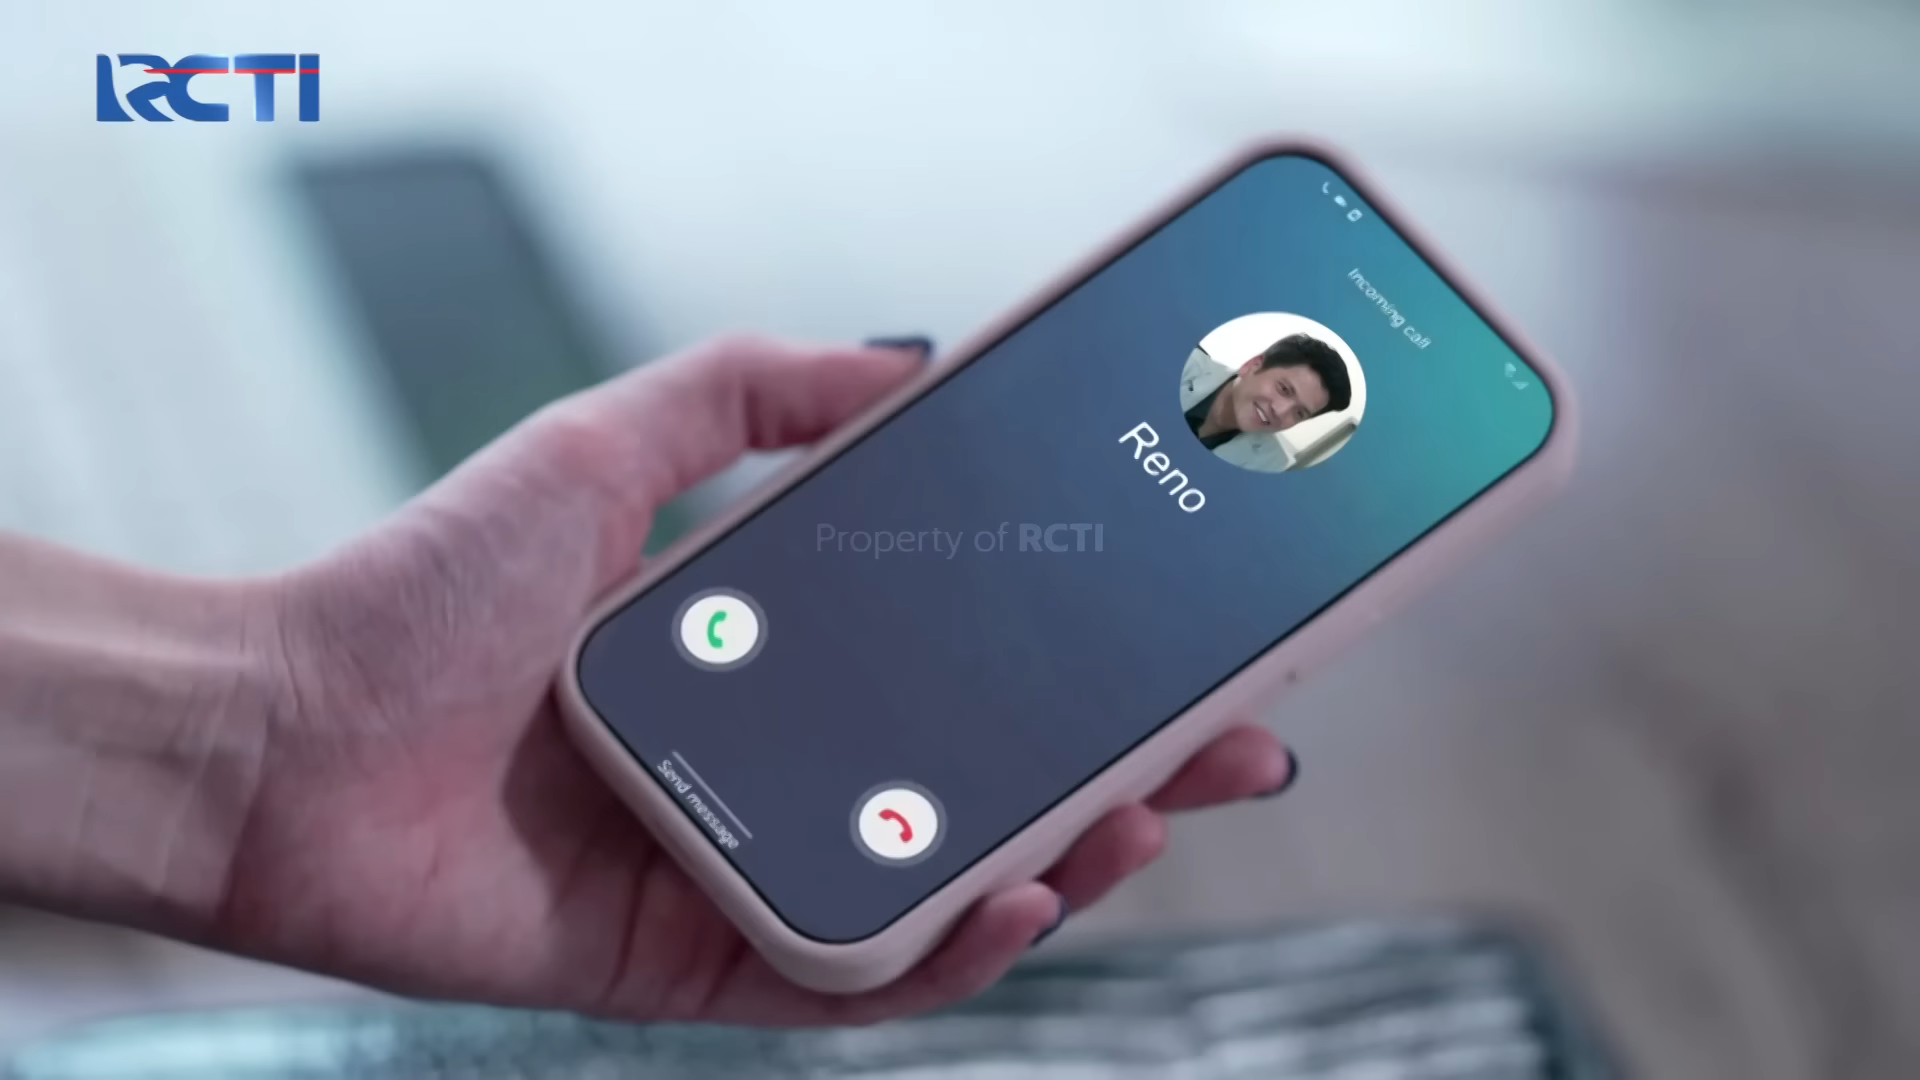 RCTI
Incoming call
Reno
Property of RCTI
Send message